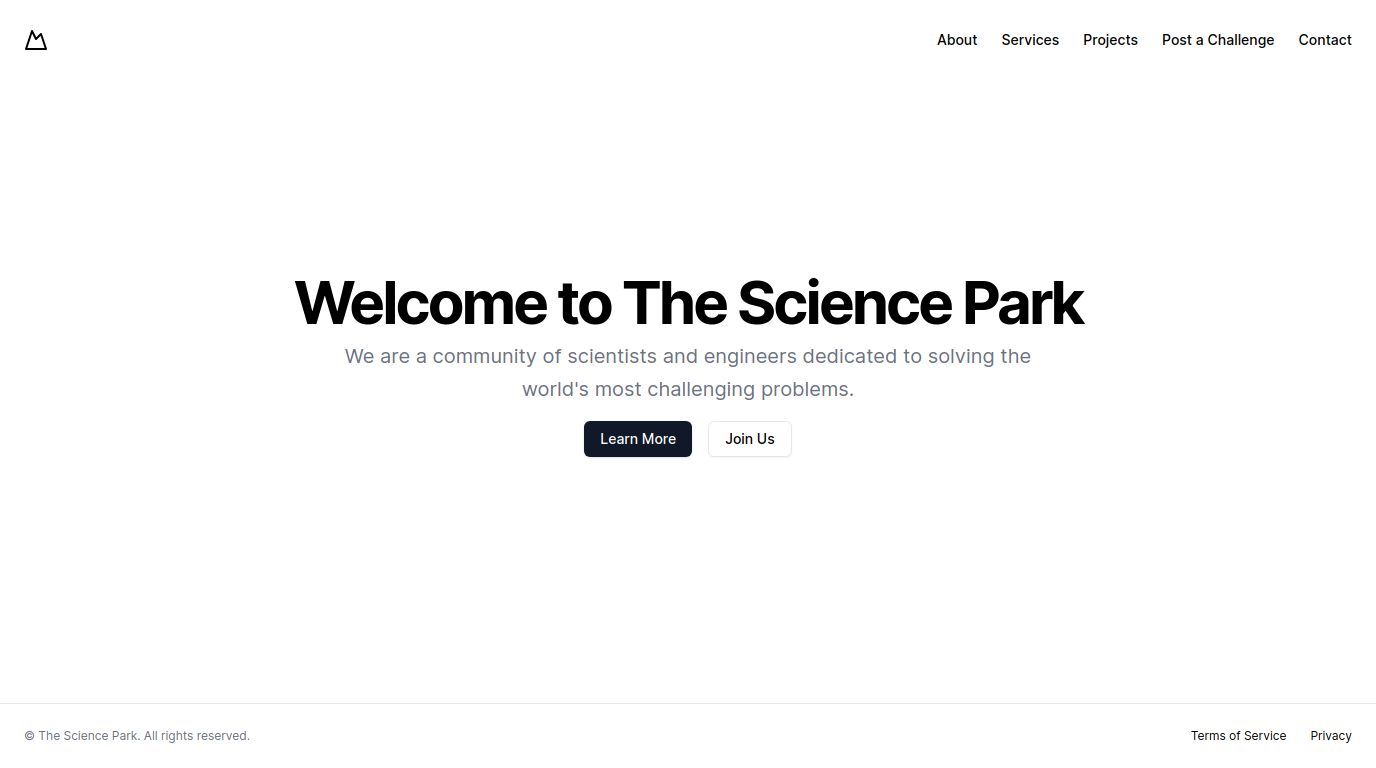 About Services Projects Post a Challenge Contact
Welcome to The Science Park
We are a community of scientists and engineers dedicated to solving the
world's most challenging problems.
Learn More Join Us
© The Science Park. All rights reserved. Terms of Service Privacy